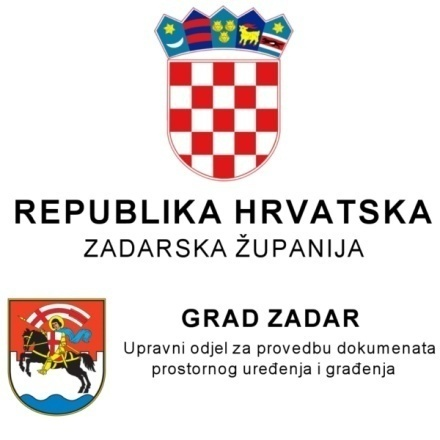 REPUBLIKA HRVATSKA
ZADARSKA ŽUPANIJA
GRAD ZADAR
Upravni odjel za provedbu dokumenata
prostornog uređenja i građenja